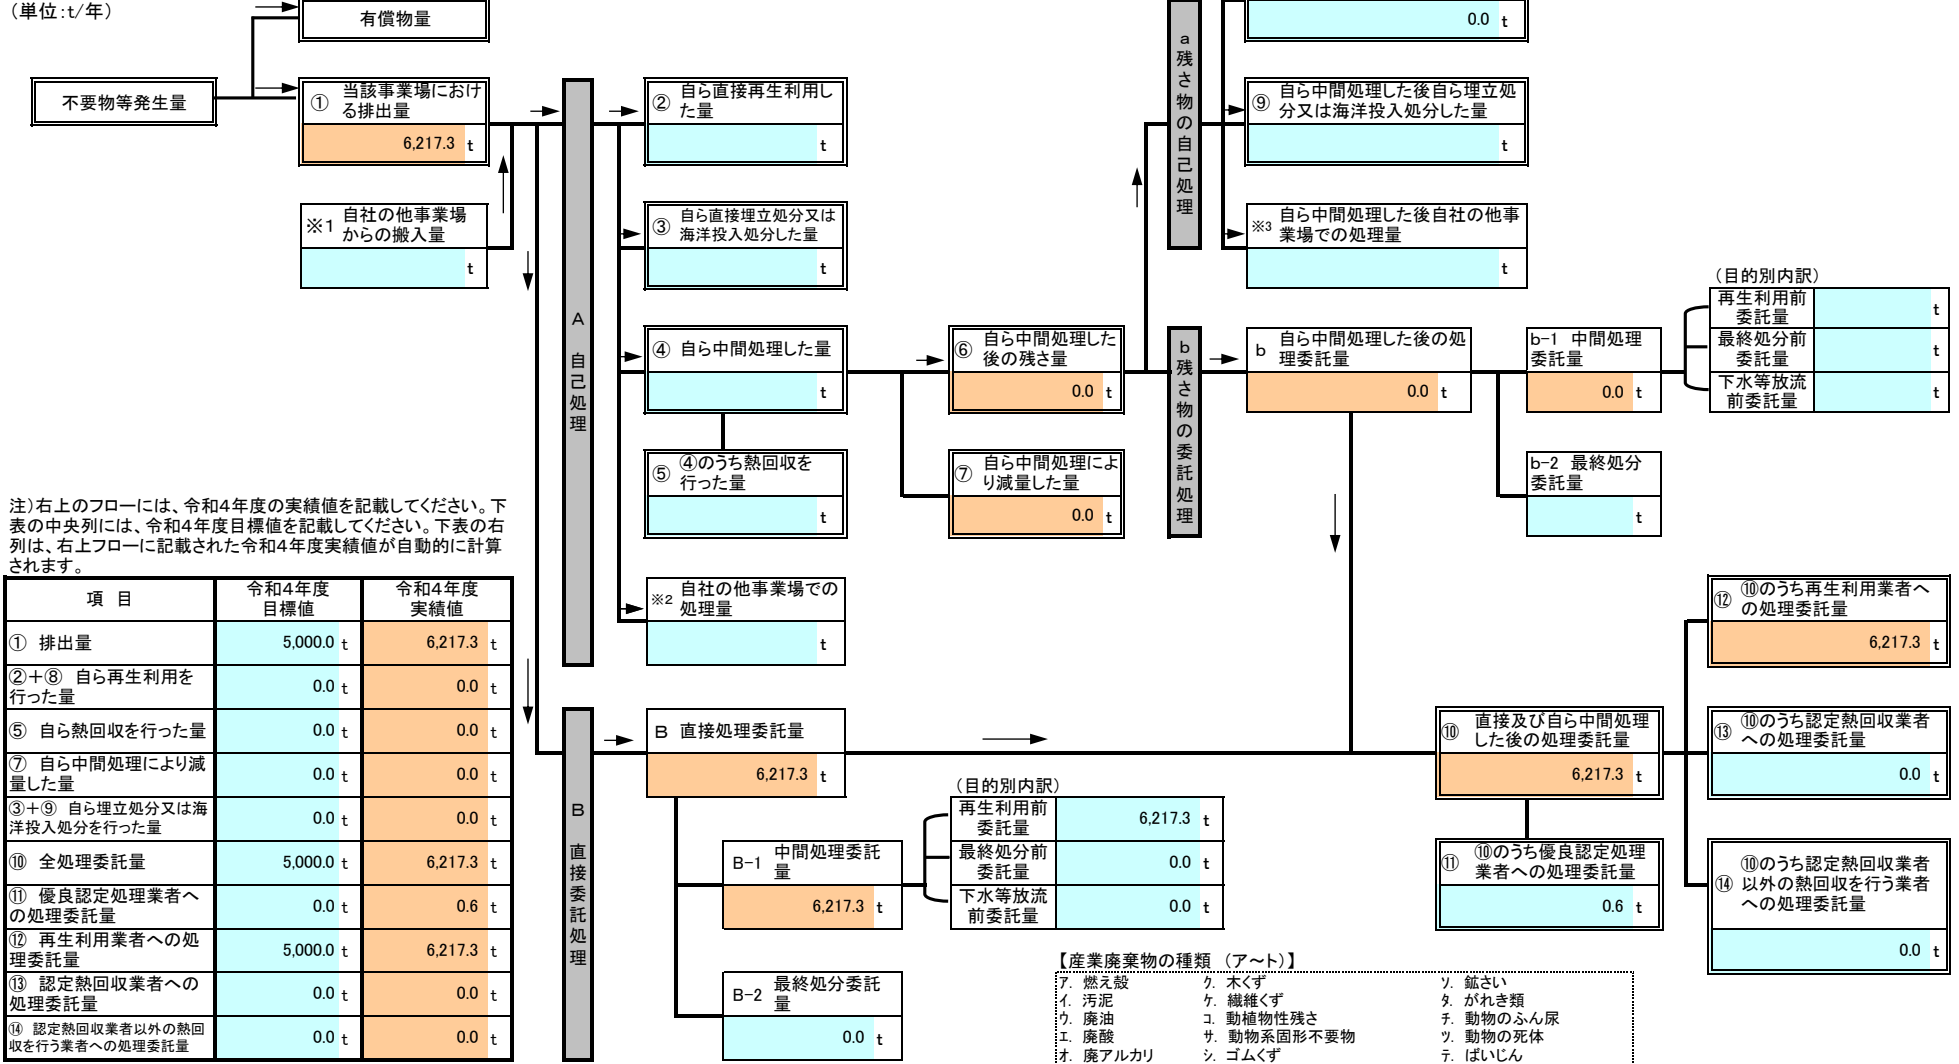 （単位：t/年）
有償物量
不要物等発生量
① 当該事業場におけ
る排出量
6,217.3 t
※1 自社の他事業場
からの搬入量
t
A 自己処理
② 自ら直接再生利用し
た量
t
③ 自ら直接埋立処分又は
海洋投入処分した量
t
④ 自ら中間処理した量
t
⑤ ④のうち熱回収を
行った量
t
※2 自社の他事業場での
処理量
t
⑥ 自ら中間処理した
後の残さ量
0.0 t
⑦ 自ら中間処理によ
り減量した量
0.0 t
a残さ物の自己処理
0.0 t
⑨ 自ら中間処理した後自ら埋立処
分又は海洋投入処分した量
t
※3 自ら中間処理した後自社の他事
業場での処理量
t
b残さ物の委託処理
b 自ら中間処理した後の処
理委託量
0.0 t
b-1 中間処理
委託量
0.0 t
b-2 最終処分
委託量
t
（目的別内訳）
再生利用前
委託量
t
最終処分前
委託量
t
下水等放流
前委託量
t
注）右上のフローには、令和4年度の実績値を記載してください。下
表の中央列には、令和4年度目標値を記載してください。下表の右
列は、右上フローに記載された令和4年度実績値が自動的に計算
されます。
項 目 令和4年度
目標値 令和4年度
実績値
① 排出量 5,000.0 t 6,217.3 t
②＋⑧ 自ら再生利用を
行った量 0.0 t 0.0 t
⑤ 自ら熱回収を行った量 0.0 t 0.0 t
⑦ 自ら中間処理により減
量した量 0.0 t 0.0 t
③＋⑨ 自ら埋立処分又は海
洋投入処分を行った量 0.0 t 0.0 t
⑩ 全処理委託量 5,000.0 t 6,217.3 t
⑪ 優良認定処理業者へ
の処理委託量 0.0 t 0.6 t
⑫ 再生利用業者への処
理委託量 5,000.0 t 6,217.3 t
⑬ 認定熱回収業者への
処理委託量 0.0 t 0.0 t
⑭ 認定熱回収業者以外の熱回
収を行う業者への処理委託量 0.0 t 0.0 t
B 直接委託処理
B 直接処理委託量
6,217.3 t
B-1 中間処理委託
量
6,217.3 t
B-2 最終処分委託
量
0.0 t
（目的別内訳）
再生利用前
委託量
6,217.3 t
最終処分前
委託量
0.0 t
下水等放流
前委託量
0.0 t
⑩ 直接及び自ら中間処理
した後の処理委託量
6,217.3 t
⑪ ⑩のうち優良認定処理
業者への処理委託量
0.6 t
⑫ ⑩のうち再生利用業者へ
の処理委託量
6,217.3 t
⑬ ⑩のうち認定熱回収業者
への処理委託量
0.0 t
⑭ ⑩のうち認定熱回収業者
以外の熱回収を行う業者
への処理委託量
0.0 t
【産業廃棄物の種類 （ア～ト）】
ア. 燃え殻 ク. 木くず ソ. 鉱さい
イ. 汚泥 ケ. 繊維くず タ. がれき類
ウ. 廃油 コ. 動植物性残さ チ. 動物のふん尿
エ. 廃酸 サ. 動物系固形不要物 ツ. 動物の死体
オ. 廃アルカリ シ. ゴムくず テ. ばいじん